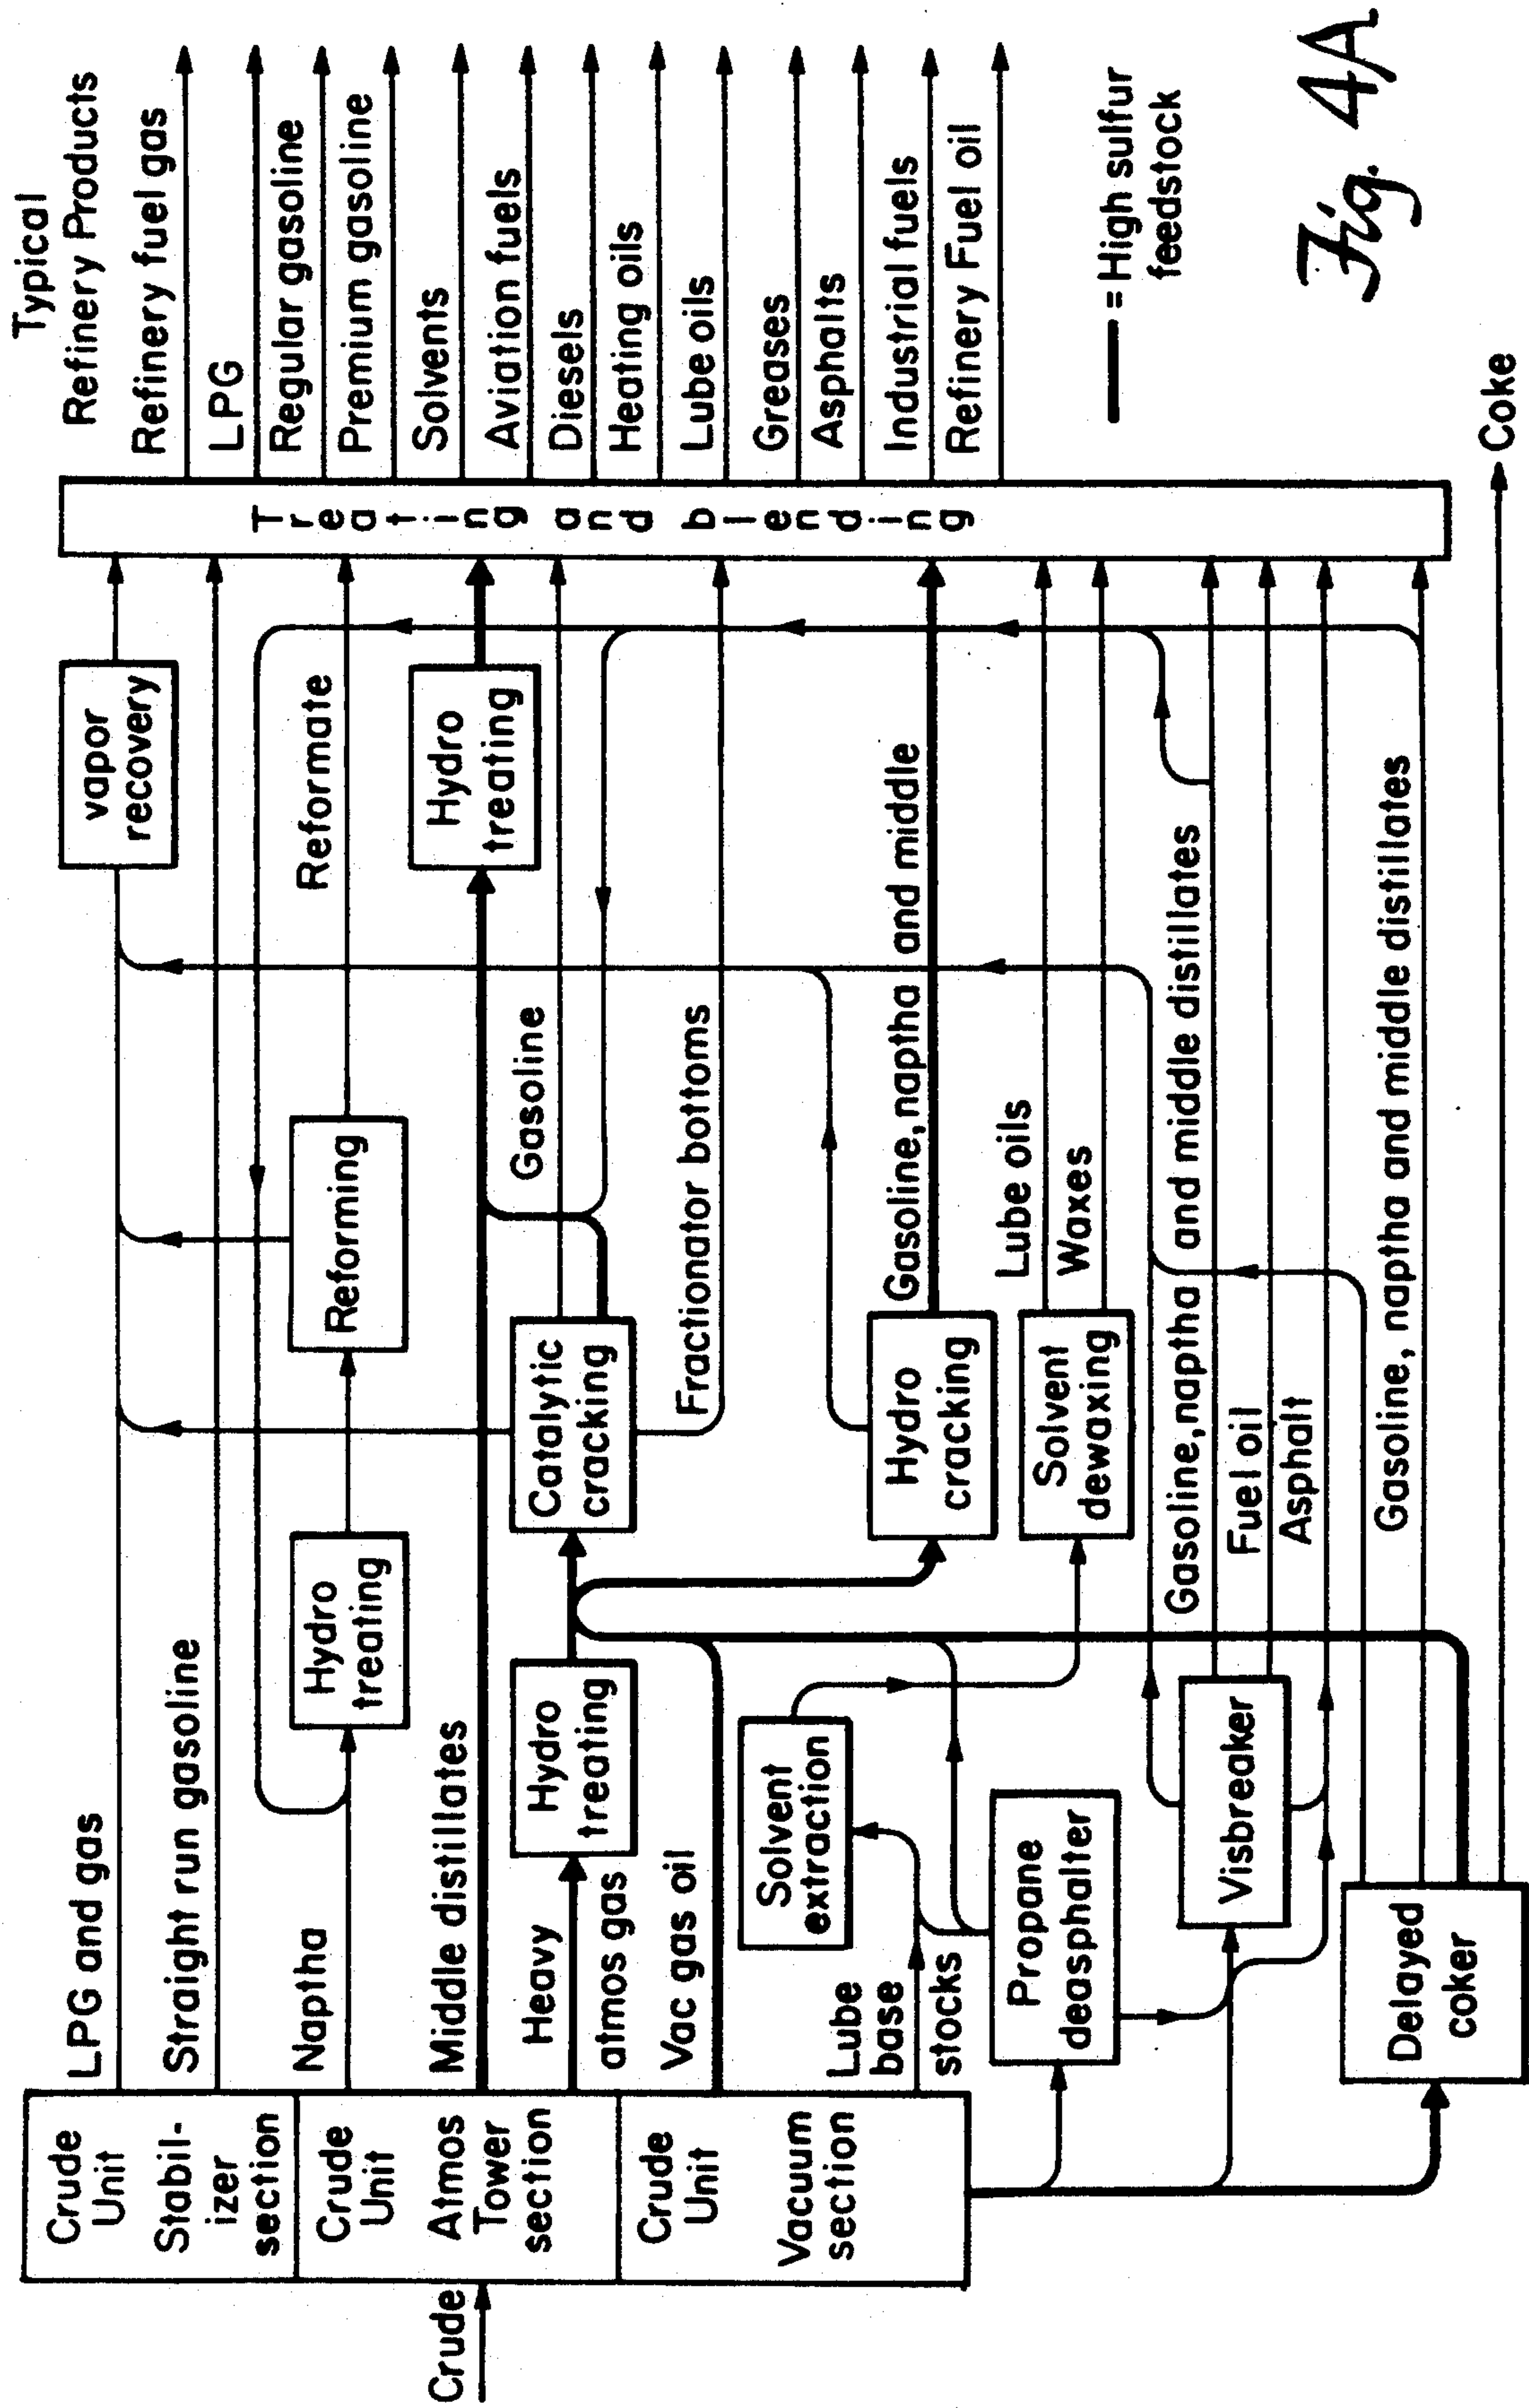 Typical
Refinery Products
Crude
Crude
Unit
Stabil-
izer
section
Crude
Unit
Atmos
Tower
section
Crude
Unit
Vacuum
section
LPG and gas
Straight run gasoline
Naptha
Middle distillates
Heavy
atmos gas
Vac gas oil
Lube
base
stocks
Hydro
treating
Hydro
treating
Solvent
extraction
Propane
deasphalter
Visbreaker
Delayed
coker
Reforming
Catalytic
cracking
Hydro
cracking
Solvent
dewaxing
vapor
recovery
Reformate
Hydro
treating
Gasoline
Fractionator bottoms
Gasoline, naptha and middle
Lube oils
Waxes
Gasoline, naptha and middle distillates
Fuel oil
Asphalt
Gasoline, naptha and middle distillates
Treating and blending
Refinery fuel gas
LPG
Regular gasoline
Premium gasoline
Solvents
Aviation fuels
Diesels
Heating oils
Lube oils
Greases
Asphalts
Industrial fuels
Refinery Fuel oil
= High sulfur
feedstock
Coke
Fig. 4A